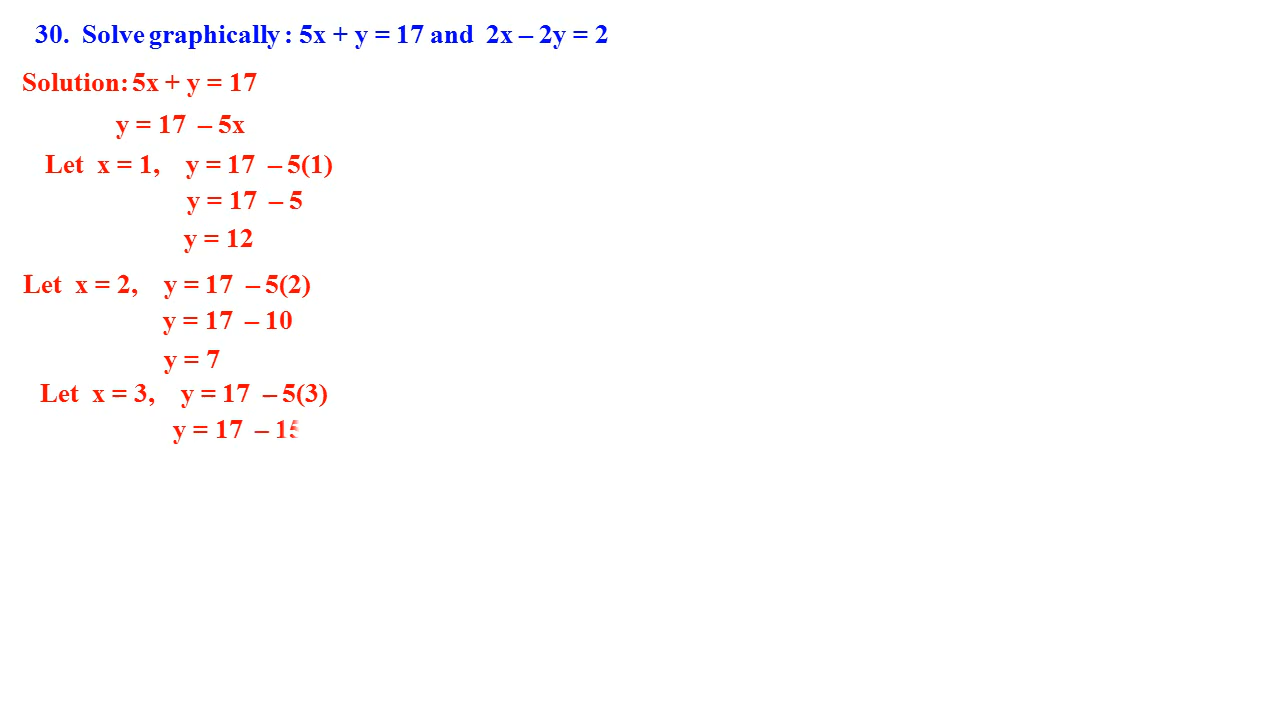 30. Solve graphically : 5x + y = 17 and 2x – 2y = 2
Solution: 5x + y = 17
y = 17 – 5x
Let x = 1, y = 17 – 5(1)
y = 17 – 5
y = 12
Let x = 2, y = 17 – 5(2)
y = 17 – 10
y = 7
Let x = 3, y = 17 – 5(3)
y = 17 – 15